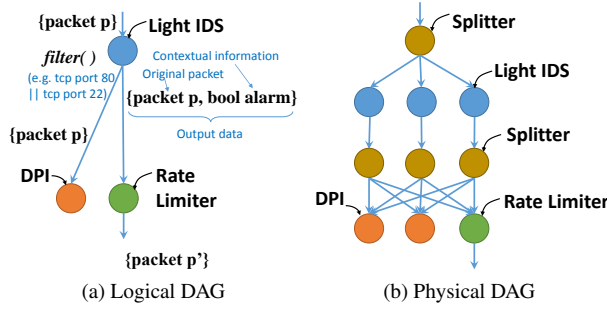 {packet p}
Light IDS
filter( )
(e.g. tcp port 80
|| tcp port 22)
Contextual information
Original packet
{packet p, bool alarm}
Output data
{packet p}
DPI
Rate
Limiter
{packet p'}
(a) Logical DAG
Splitter
Light IDS
Splitter
DPI
Rate Limiter
(b) Physical DAG